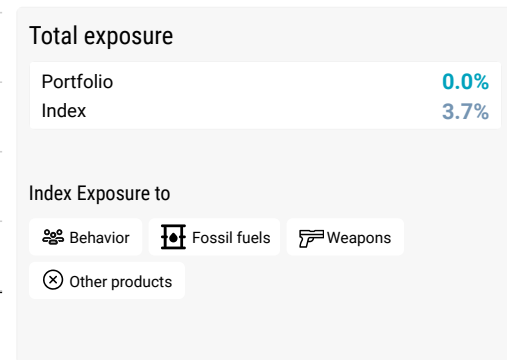 Total exposure
Portfolio 0.0%
Index 3.7%
Index Exposure to
Behavior Fossil fuels Weapons
Other products